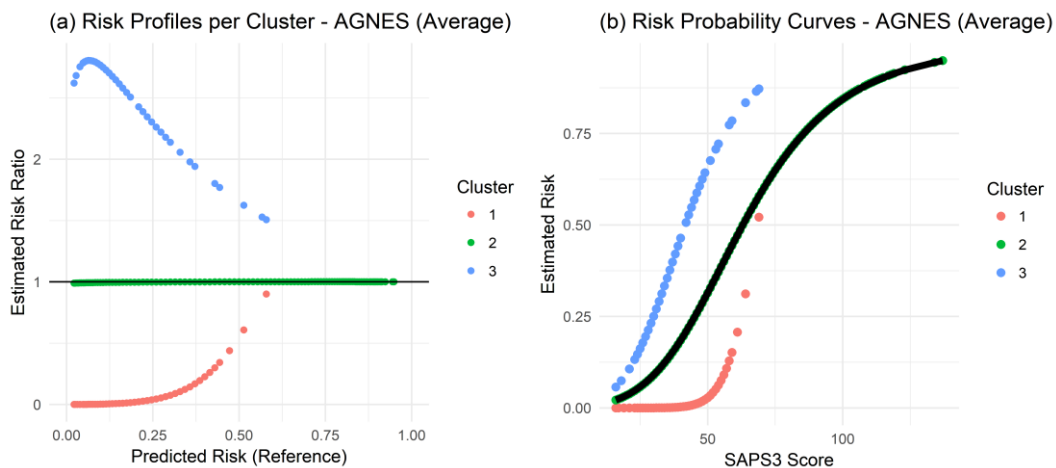 (a) Risk Profiles per Cluster - AGNES (Average)
Estimated Risk Ratio
2
1
0
0.00 0.25 0.50 0.75 1.00
Predicted Risk (Reference)
Cluster
1
2
3
(b) Risk Probability Curves - AGNES (Average)
Estimated Risk
0.75
0.50
0.25
0.00
50 100
SAPS3 Score
Cluster
1
2
3